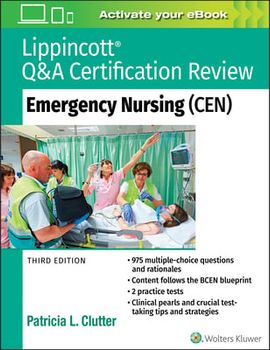 Activate your eBook
Lippincott®
Q&A Certification Review
Emergency Nursing (CEN)
THIRD EDITION
• 975 multiple-choice questions
and rationales
• Content follows the BCEN blueprint
• 2 practice tests
• Clinical pearls and crucial test-
taking tips and strategies
Patricia L. Clutter
Wolters Kluwer